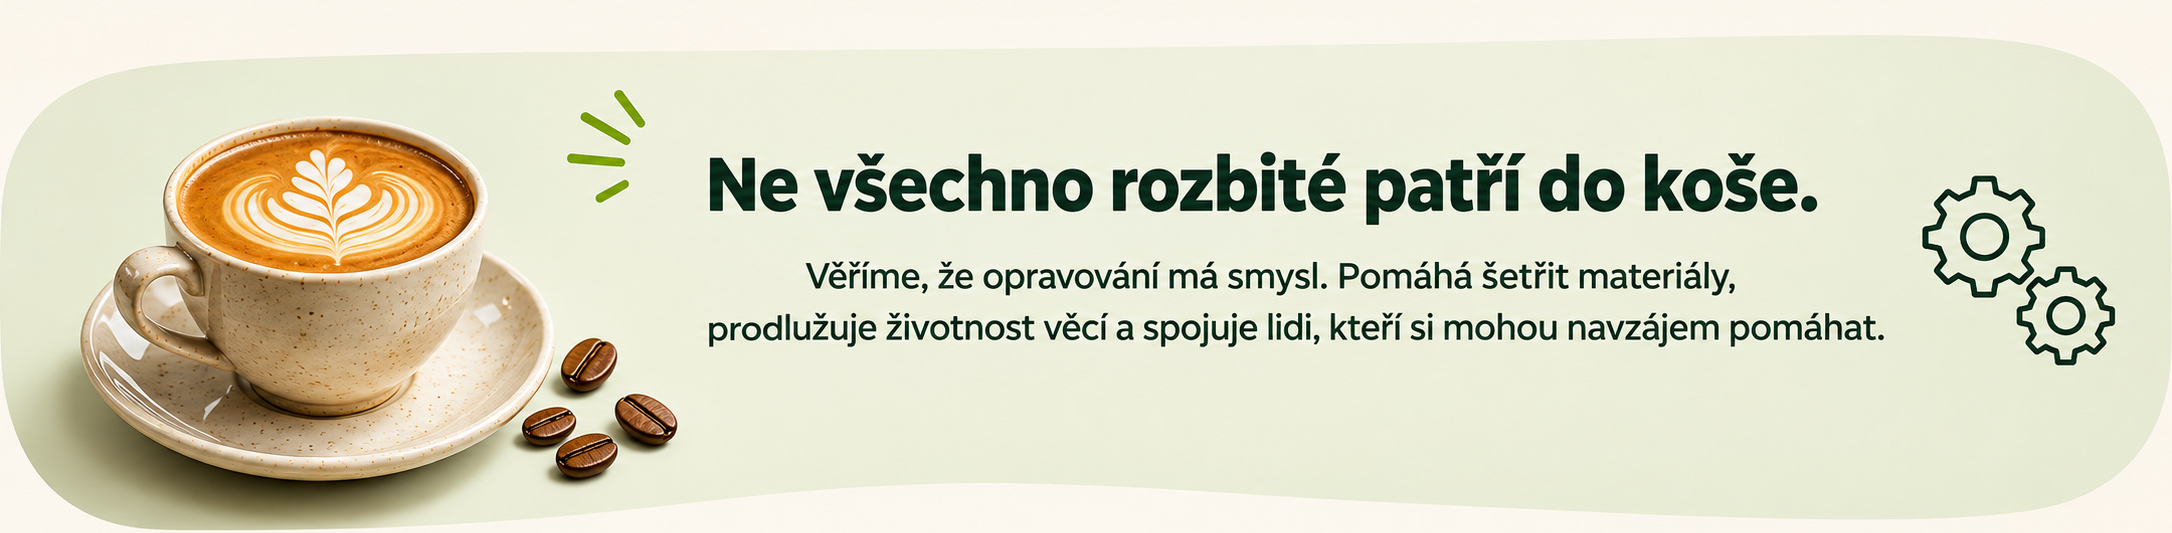 Ne všechno rozbité patří do koše.
Věříme, že opravování má smysl. Pomáhá šetřit materiály,
prodlužuje životnost věcí a spojuje lidi, kteří si mohou navzájem pomáhat.